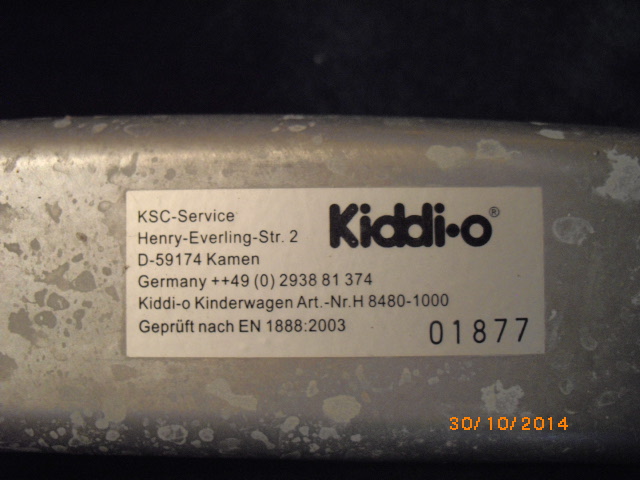 KSC-Service
Kiddi-o®
Henry-Everling-Str. 2
D-59174 Kamen
Germany ++49 (0) 2938 81 374
Kiddi-o Kinderwagen Art.-Nr.H 8480-1000
Geprüft nach EN 1888:2003
01877
30/10/2014